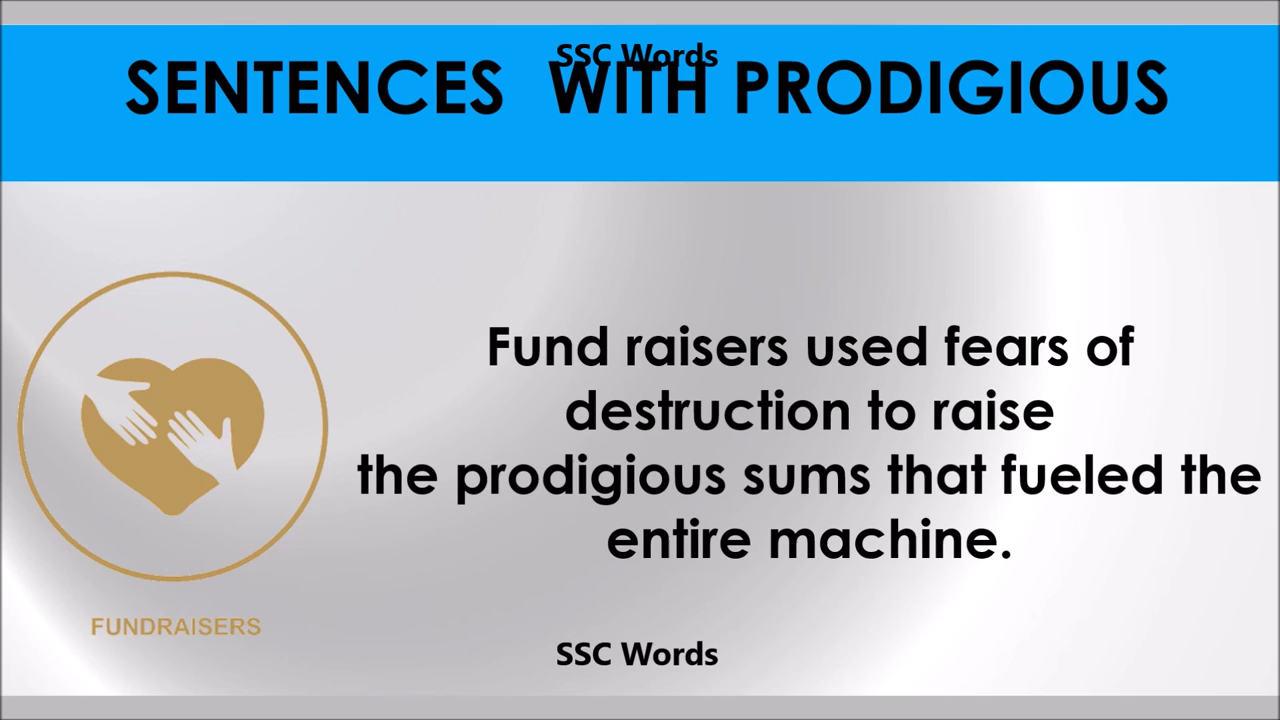 SSC Words
SENTENCES WITH PRODIGIOUS
Fund raisers used fears of
destruction to raise
the prodigious sums that fueled the
entire machine.
FUNDRAISERS
SSC Words